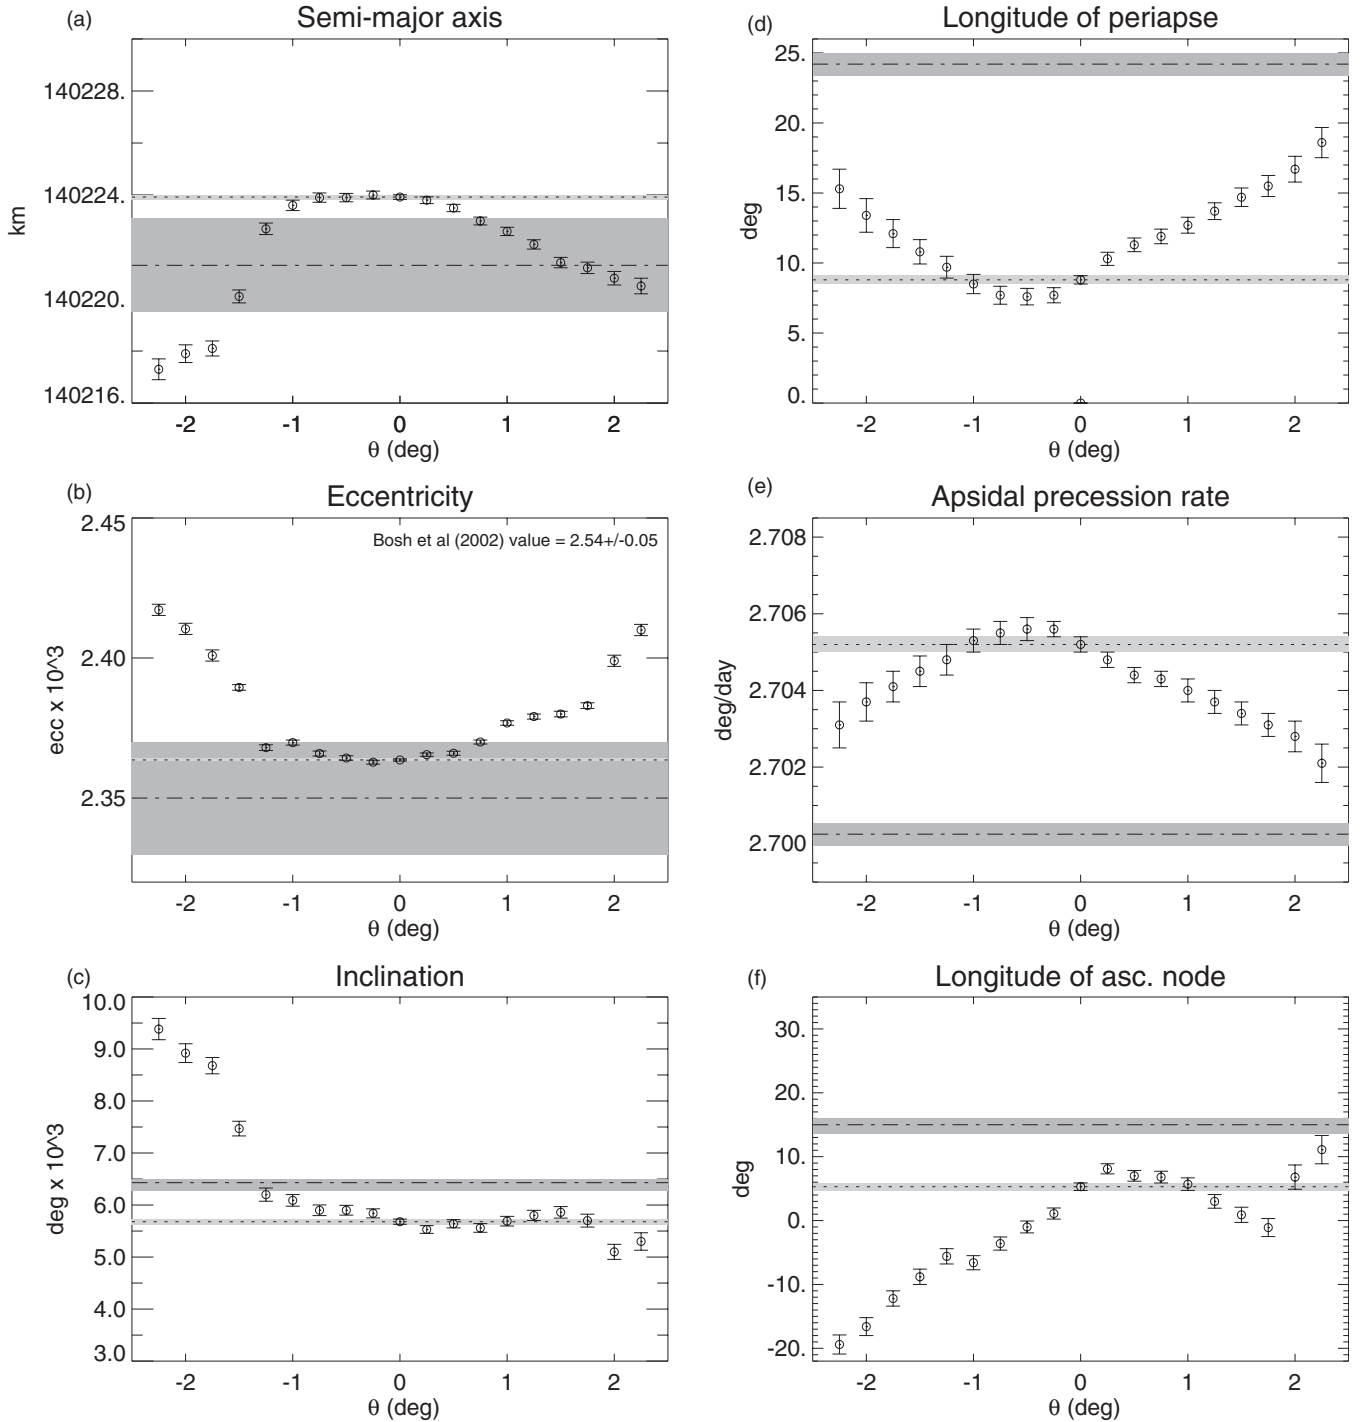 (a)
Semi-major axis
140228.
140224.
140220.
140216.
km
-2 -1 0 1 2
θ (deg)
(b)
Eccentricity
Bosh et al (2002) value = 2.54+/-0.05
2.45
2.40
2.35
ecc x 10^3
-2 -1 0 1 2
θ (deg)
(c)
Inclination
10.0
9.0
8.0
7.0
6.0
5.0
4.0
3.0
deg x 10^3
-2 -1 0 1 2
θ (deg)
(d)
Longitude of periapse
25.
20.
15.
10.
5.
0.
deg
-2 -1 0 1 2
θ (deg)
(e)
Apsidal precession rate
2.708
2.706
2.704
2.702
2.700
deg/day
-2 -1 0 1 2
θ (deg)
(f)
Longitude of asc. node
30.
20.
10.
0.
-10.
-20.
deg
-2 -1 0 1 2
θ (deg)